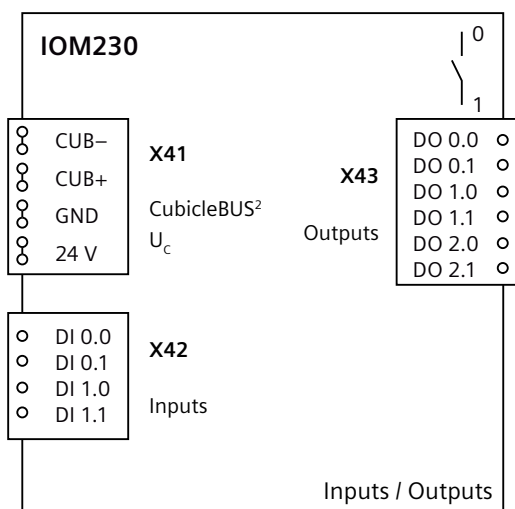 IOM230
0
1
CUB–
CUB+
GND
24 V
X41
CubicleBUS²
U_C
X43
Outputs
DO 0.0
DO 0.1
DO 1.0
DO 1.1
DO 2.0
DO 2.1
DI 0.0
DI 0.1
DI 1.0
DI 1.1
X42
Inputs
Inputs / Outputs